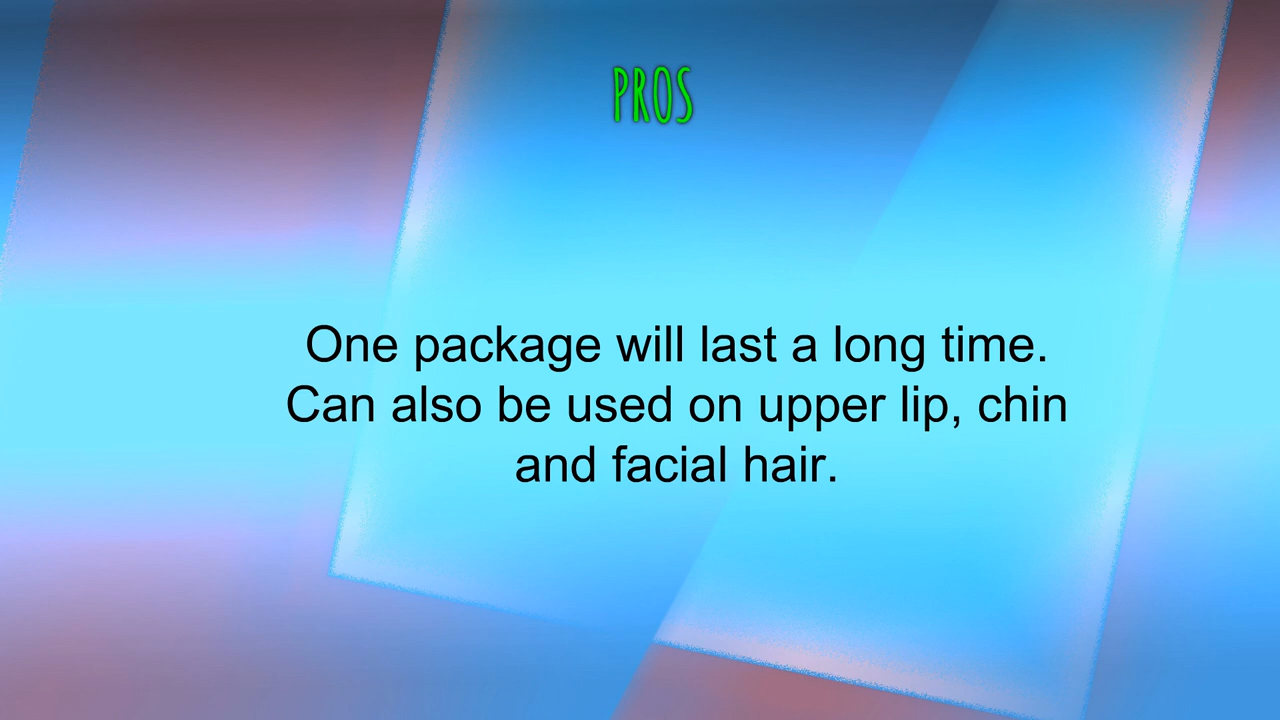 PROS
One package will last a long time.
Can also be used on upper lip, chin
and facial hair.